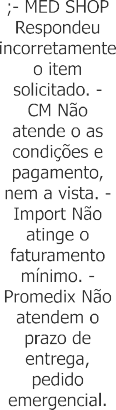 ;- MED SHOP
Respondeu
incorretamente
o item
solicitado. -
CM Não
atende o as
condições e
pagamento,
nem a vista. -
Import Não
atinge o
faturamento
mínimo. -
Promedix Não
atendem o
prazo de
entrega,
pedido
emergencial.